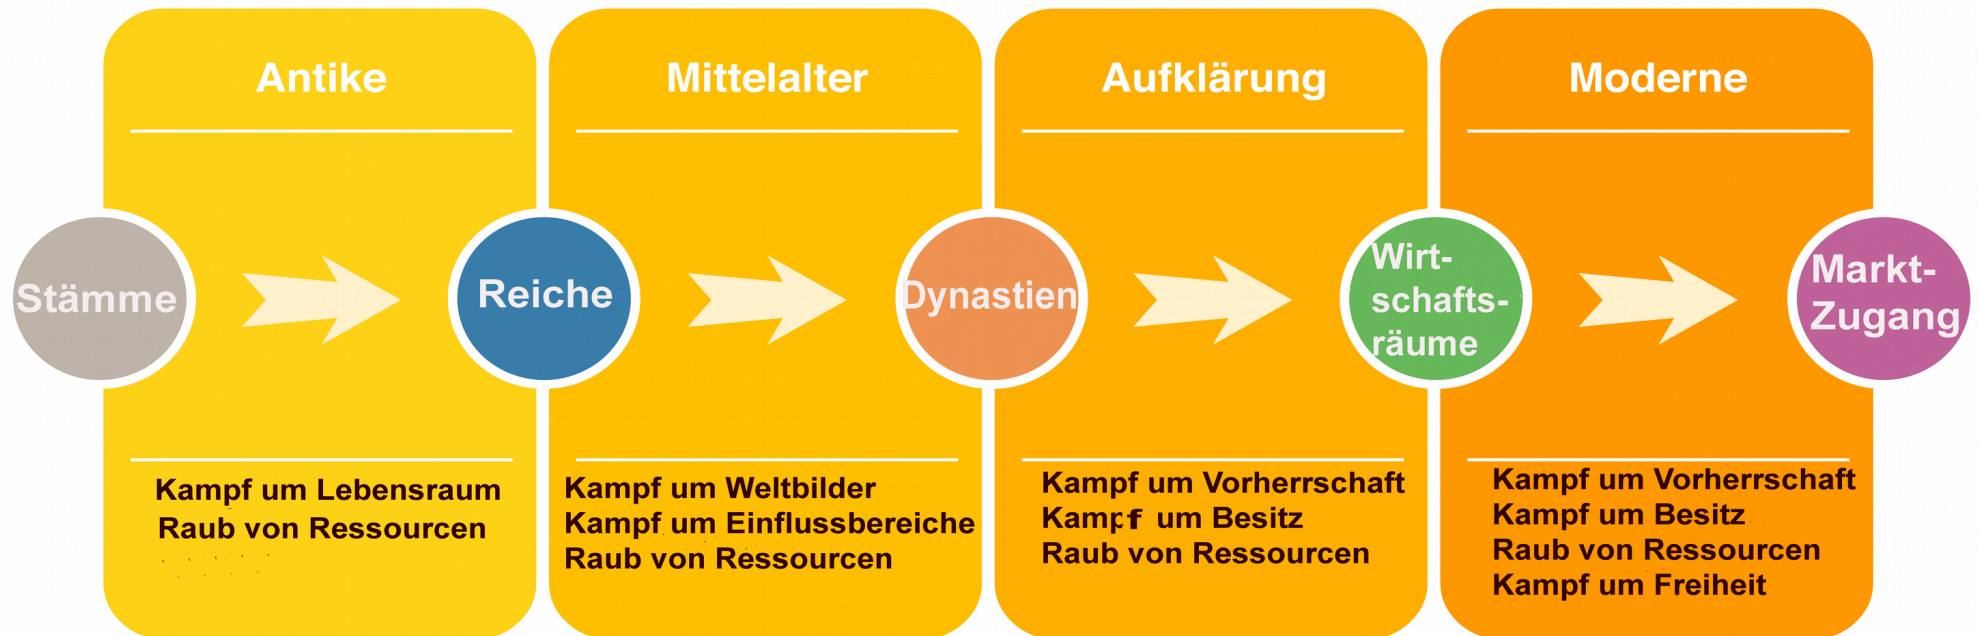 Antike
Mittelalter
Aufklärung
Moderne
Stämme
Reiche
Dynastien
Wirt-
schafts-
räume
Markt-
Zugang
Kampf um Lebensraum
Raub von Ressourcen
Kampf um Weltbilder
Kampf um Einflussbereiche
Raub von Ressourcen
Kampf um Vorherrschaft
Kampf um Besitz
Raub von Ressourcen
Kampf um Vorherrschaft
Kampf um Besitz
Raub von Ressourcen
Kampf um Freiheit